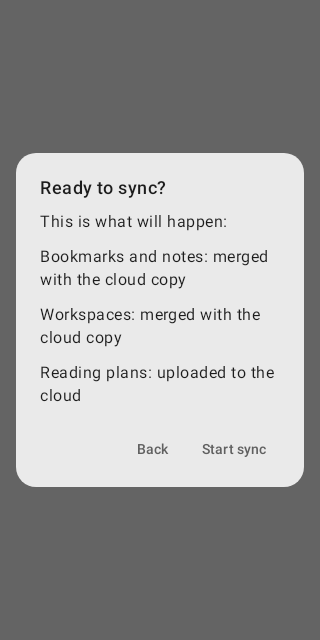 Ready to sync?
This is what will happen:
Bookmarks and notes: merged
with the cloud copy
Workspaces: merged with the
cloud copy
Reading plans: uploaded to the
cloud
Back Start sync